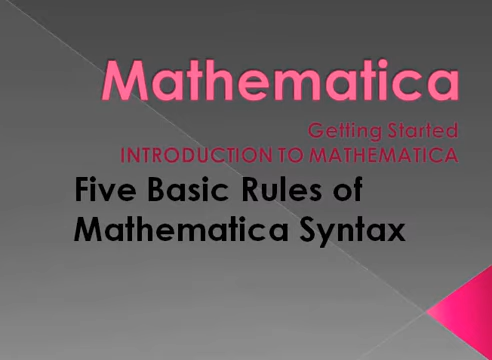 Mathematica
Getting Started
INTRODUCTION TO MATHEMATICA
Five Basic Rules of
Mathematica Syntax